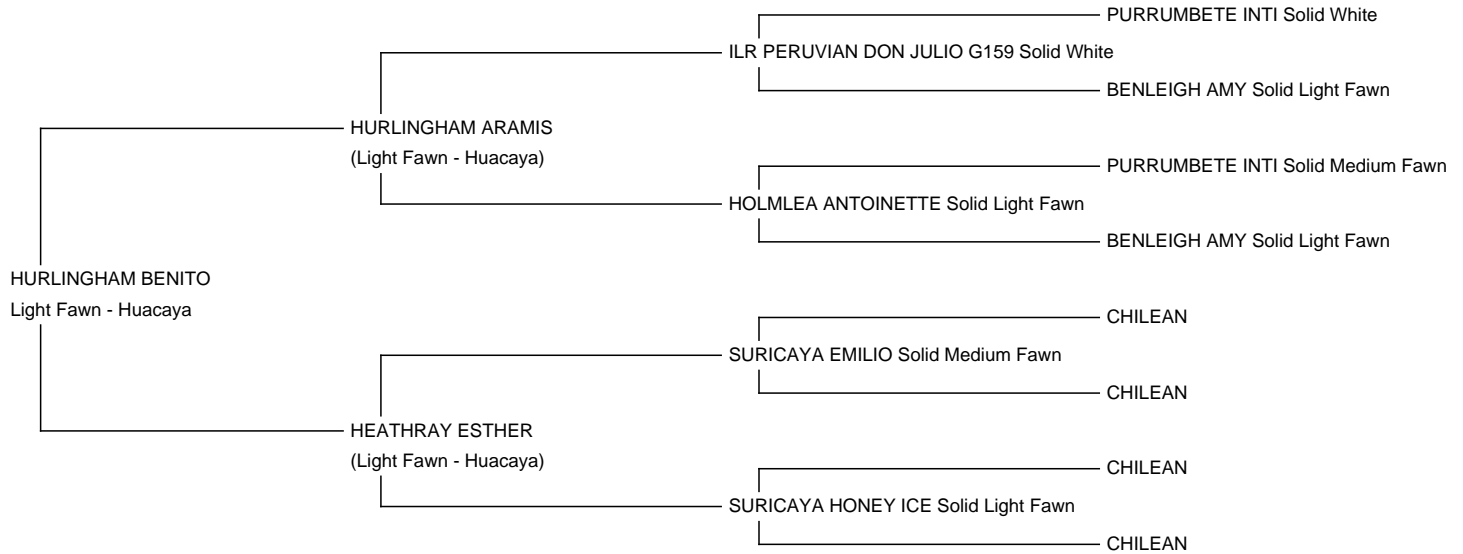 PURRUMBETE INTI Solid White
ILR PERUVIAN DON JULIO G159 Solid White
BENLEIGH AMY Solid Light Fawn
HURLINGHAM ARAMIS
(Light Fawn - Huacaya)
PURRUMBETE INTI Solid Medium Fawn
HOLMLEA ANTOINETTE Solid Light Fawn
BENLEIGH AMY Solid Light Fawn
HURLINGHAM BENITO
Light Fawn - Huacaya
CHILEAN
SURICAYA EMILIO Solid Medium Fawn
CHILEAN
HEATHRAY ESTHER
(Light Fawn - Huacaya)
CHILEAN
SURICAYA HONEY ICE Solid Light Fawn
CHILEAN